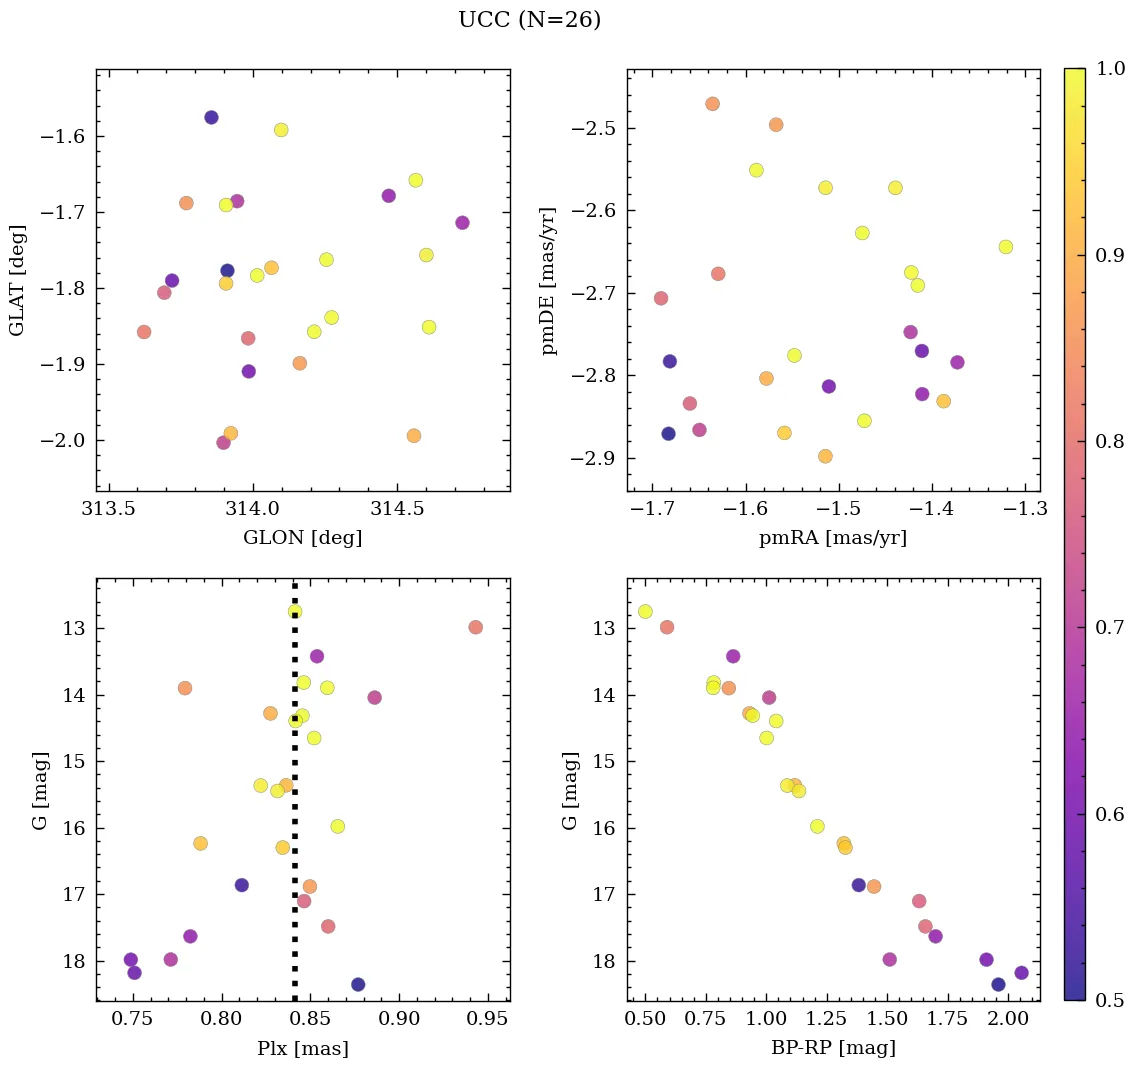 UCC (N=26)
−1.6
−1.7
−1.8
−1.9
−2.0
GLAT [deg]
313.5 314.0 314.5
GLON [deg]
−2.5
−2.6
−2.7
−2.8
−2.9
pmDE [mas/yr]
−1.7 −1.6 −1.5 −1.4 −1.3
pmRA [mas/yr]
13
14
15
16
17
18
G [mag]
0.75 0.80 0.85 0.90 0.95
Plx [mas]
13
14
15
16
17
18
G [mag]
0.50 0.75 1.00 1.25 1.50 1.75 2.00
BP-RP [mag]
1.0
0.9
0.8
0.7
0.6
0.5